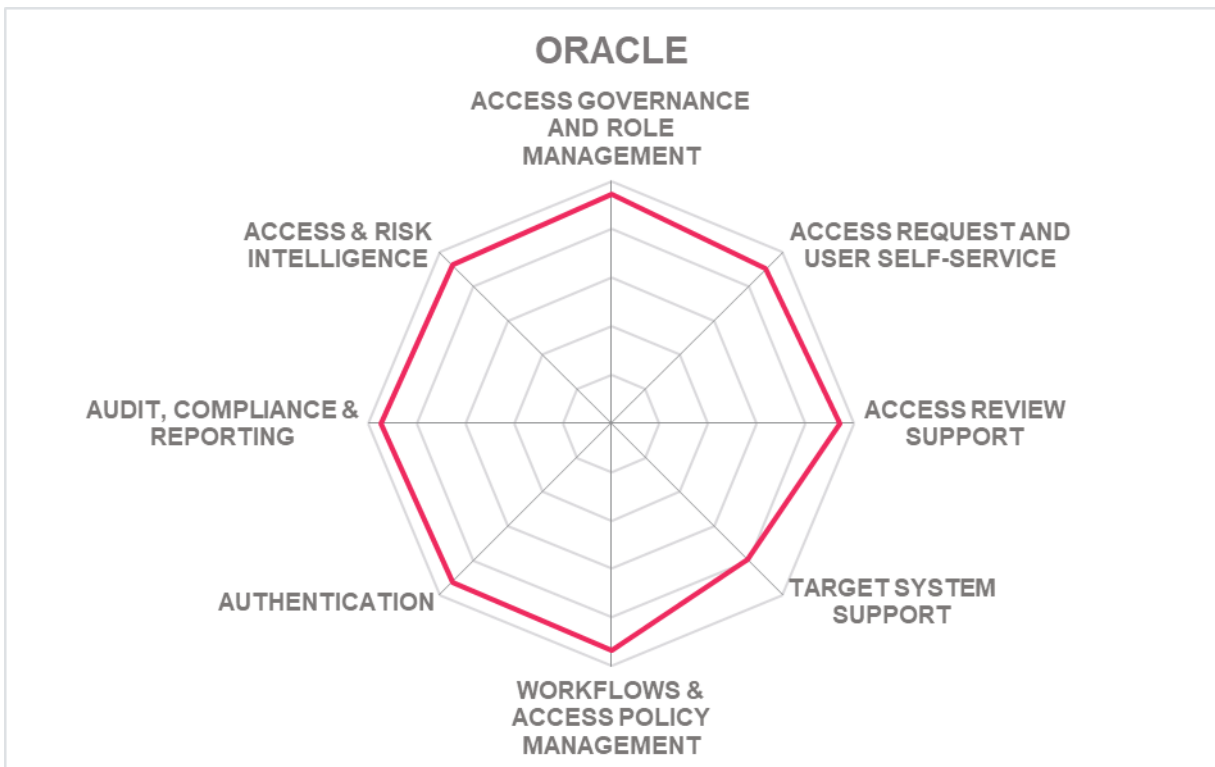 ORACLE
ACCESS GOVERNANCE
AND ROLE
MANAGEMENT
ACCESS REQUEST AND
USER SELF-SERVICE
ACCESS REVIEW
SUPPORT
TARGET SYSTEM
SUPPORT
WORKFLOWS &
ACCESS POLICY
MANAGEMENT
AUTHENTICATION
AUDIT, COMPLIANCE &
REPORTING
ACCESS & RISK
INTELLIGENCE